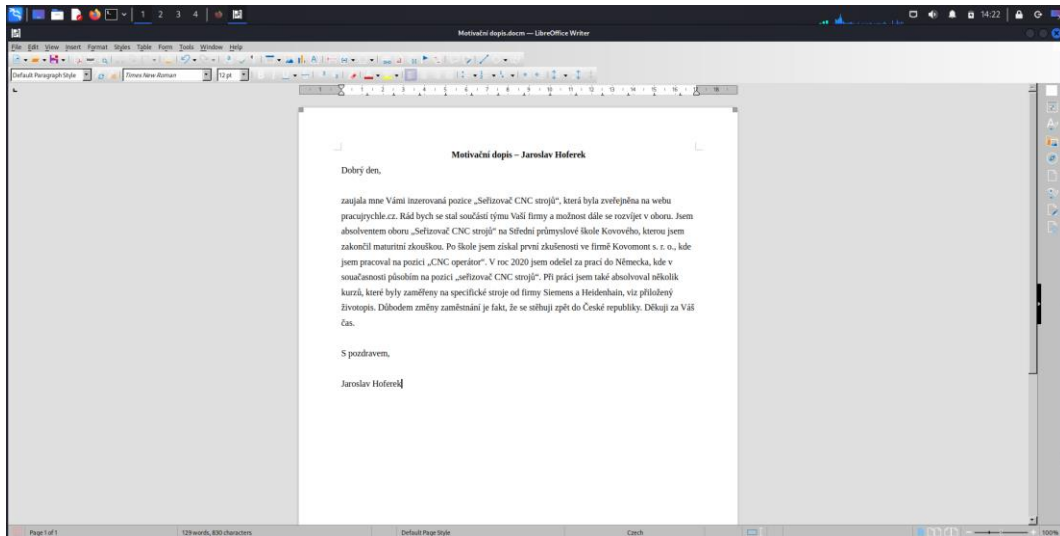 1 2 3 4
14:22
Motivační dopis.docm — LibreOffice Writer
File Edit View Insert Format Styles Table Form Tools Window Help
Default Paragraph Style Times New Roman 12 pt
Motivační dopis – Jaroslav Hoferek
Dobrý den,
zaujala mne Vámi inzerovaná pozice „Seřizovač CNC strojů“, která byla zveřejněna na webu
pracujrychle.cz. Rád bych se stal součástí týmu Vaší firmy a možnost dále se rozvíjet v oboru. Jsem
absolventem oboru „Seřizovač CNC strojů“ na Střední průmyslové škole Kovového, kterou jsem
zakončil maturitní zkouškou. Po škole jsem získal první zkušenosti ve firmě Kovomont s. r. o., kde
jsem pracoval na pozici „CNC operátor“. V roc 2020 jsem odešel za prací do Německa, kde v
současnosti působím na pozici „seřizovač CNC strojů“. Při práci jsem také absolvoval několik
kurzů, které byly zaměřeny na specifické stroje od firmy Siemens a Heidenhain, viz přiložený
životopis. Důbodem změny zaměstnání je fakt, že se stěhuji zpět do České republiky. Děkuji za Váš
čas.
S pozdravem,
Jaroslav Hoferek
Page 1 of 1 129 words, 830 characters Default Page Style Czech 100%